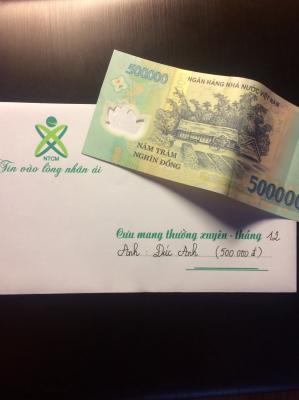 500000
NGÂN HÀNG NHÀ NƯỚC VIỆT NAM
NĂM TRĂM
NGHÌN ĐỒNG
500000
NTCM
Tin vào lòng nhân ái
Cưu mang thường xuyên - tháng 12
Anh : Đức Anh (500.000 đ)